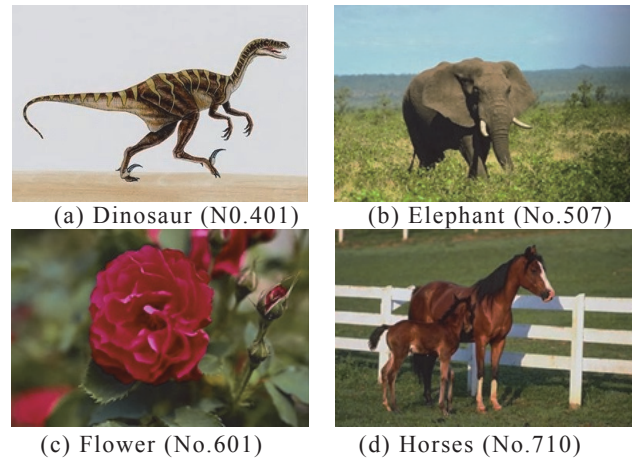 (a) Dinosaur (N0.401)
(b) Elephant (No.507)
(c) Flower (No.601)
(d) Horses (No.710)